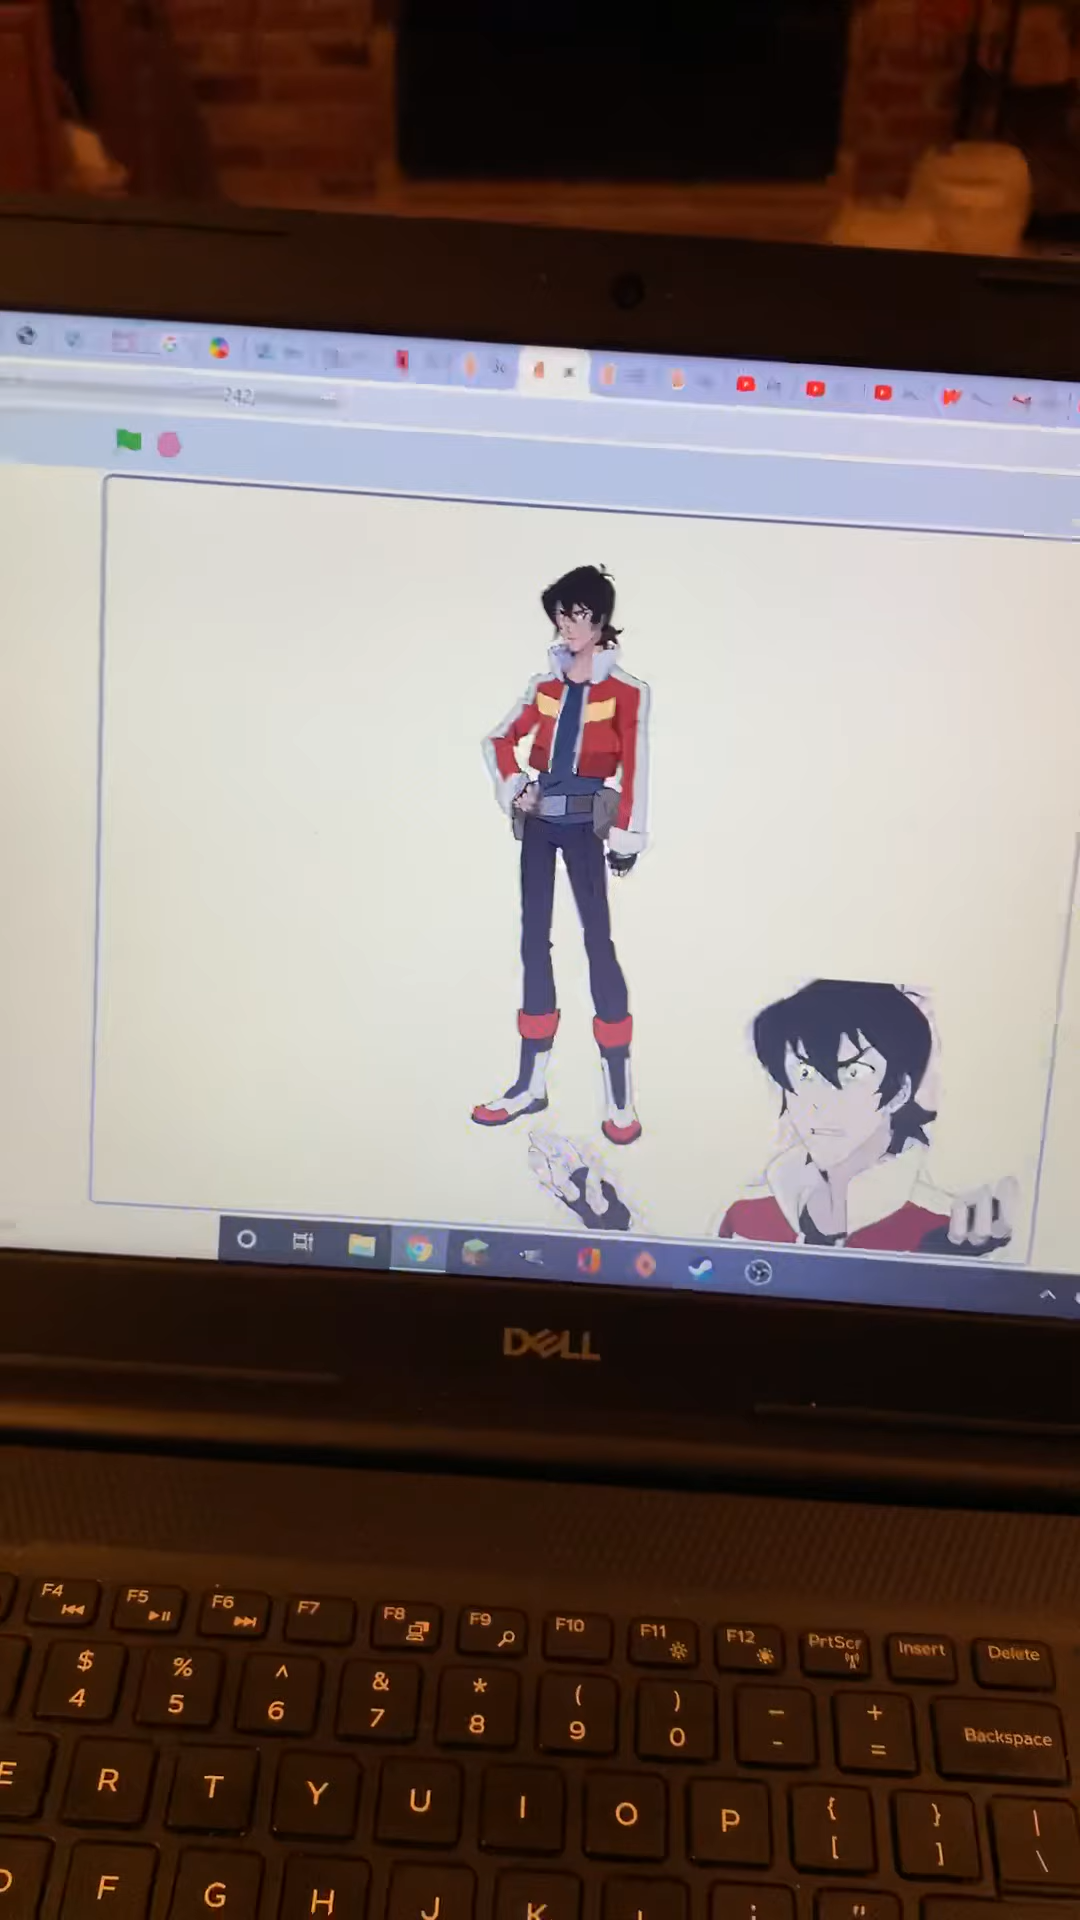 DELL
F4 F5 F6 F7 F8 F9 F10 F11 F12 PrtScr Insert Delete
$ % ^ & * ( ) — +
4 5 6 7 8 9 0 - = Backspace
E R T Y U I O P { } |
[ ] \
F G H J K : "